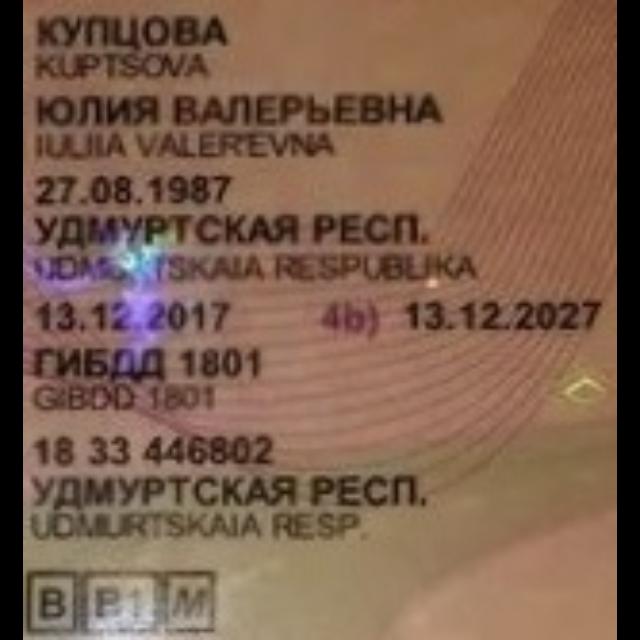 КУПЦОВА
KUPTSOVA
ЮЛИЯ ВАЛЕРЬЕВНА
IULIIA VALER'EVNA
27.08.1987
УДМУРТСКАЯ РЕСП.
UDMURTSKAIA RESPUBLIKA
13.12.2017 4b) 13.12.2027
ГИБДД 1801
GIBDD 1801
18 33 446802
УДМУРТСКАЯ РЕСП.
UDMURTSKAIA RESP.
B B1 M